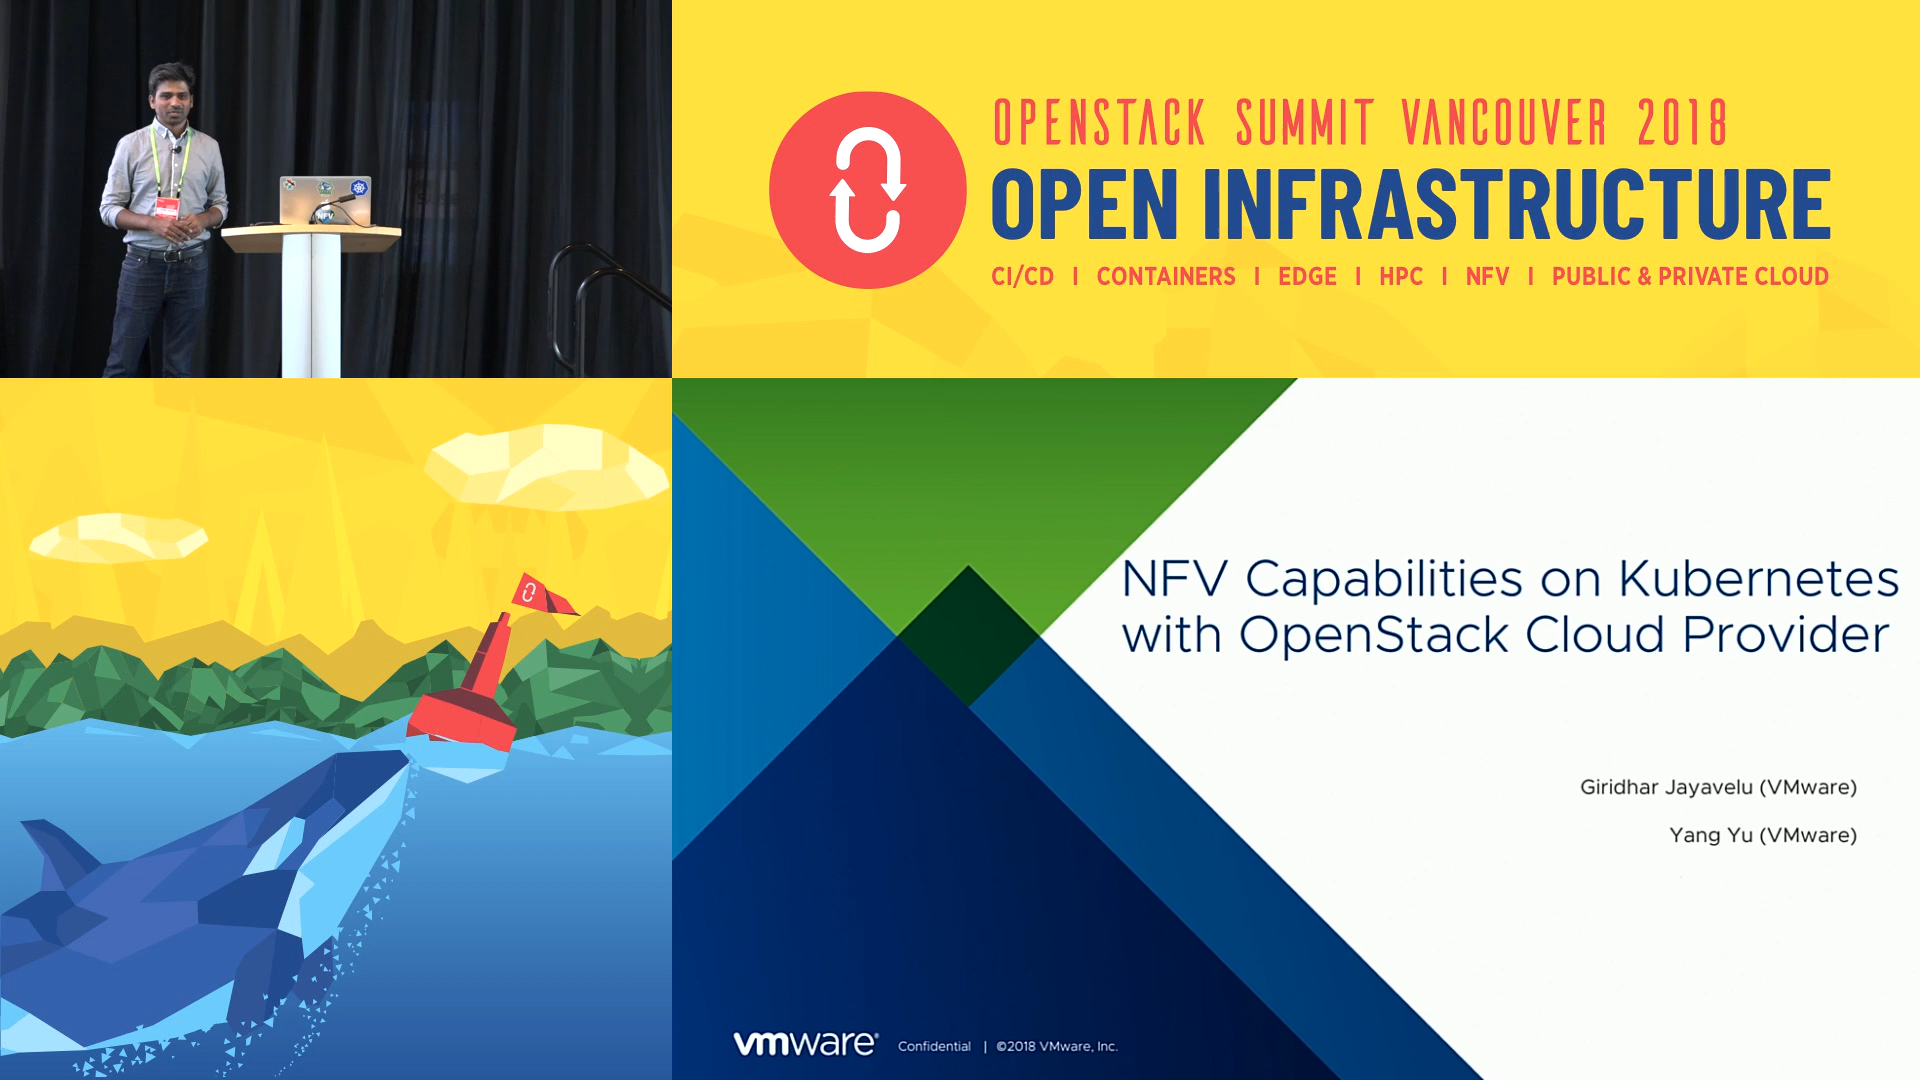 OPENSTACK SUMMIT VANCOUVER 2018
OPEN INFRASTRUCTURE
CI/CD | CONTAINERS | EDGE | HPC | NFV | PUBLIC & PRIVATE CLOUD
NFV
NFV Capabilities on Kubernetes
with OpenStack Cloud Provider
Giridhar Jayavelu (VMware)
Yang Yu (VMware)
vmware® Confidential | ©2018 VMware, Inc.